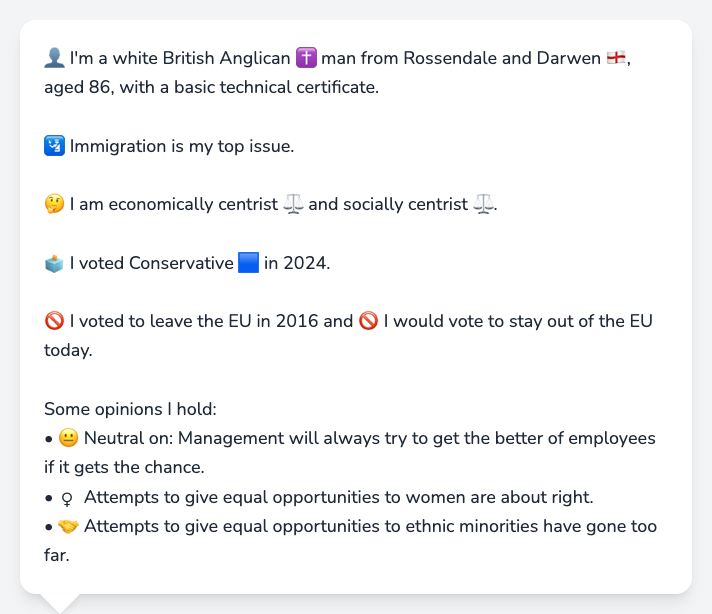 👤 I'm a white British Anglican ✝️ man from Rossendale and Darwen 🏴󠁧󠁢󠁥󠁮󠁧󠁿,
aged 86, with a basic technical certificate.
🛂 Immigration is my top issue.
🤔 I am economically centrist ⚖️ and socially centrist ⚖️.
🗳️ I voted Conservative 🟦 in 2024.
🚫 I voted to leave the EU in 2016 and 🚫 I would vote to stay out of the EU
today.
Some opinions I hold:
• 😐 Neutral on: Management will always try to get the better of employees
if it gets the chance.
• ♀ Attempts to give equal opportunities to women are about right.
• 🤝 Attempts to give equal opportunities to ethnic minorities have gone too
far.